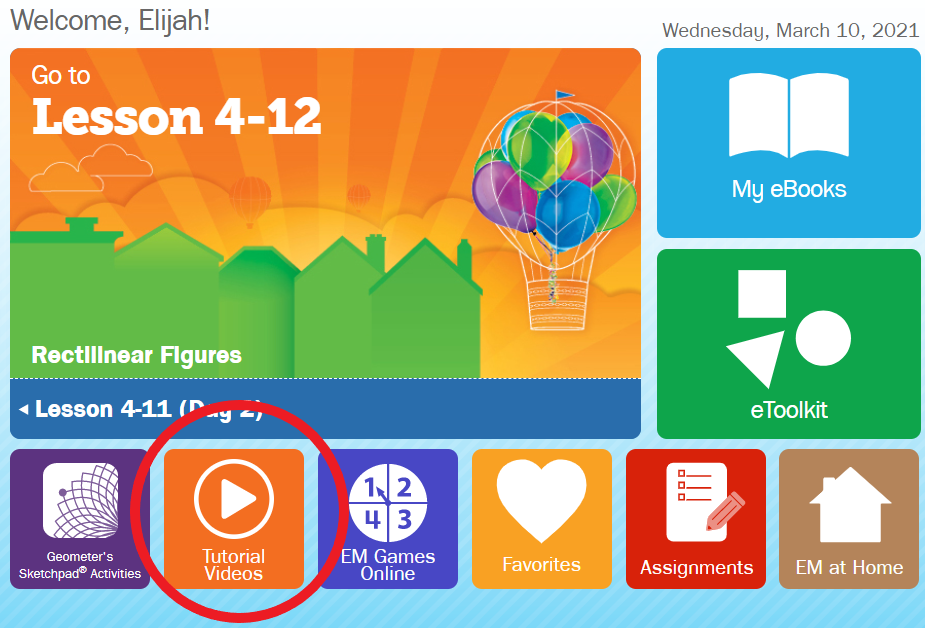 Welcome, Elijah!
Wednesday, March 10, 2021
Go to
Lesson 4-12
My eBooks
Rectilinear Figures
eToolkit
Lesson 4-11 (Day 2)
1 2
4 3
Geometer's
Sketchpad® Activities
Tutorial
Videos
EM Games
Online
Favorites
Assignments
EM at Home